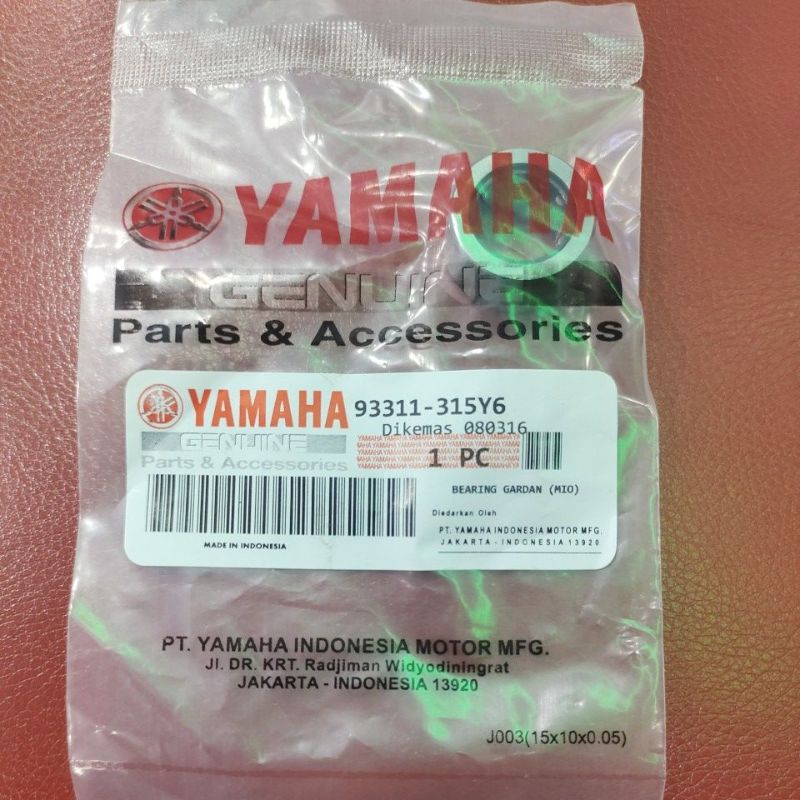 YAMAHA
GENUINE
Parts & Accessories
YAMAHA 93311-315Y6
GENUINE Dikemas 080316
Parts & Accessories 1 PC
BEARING GARDAN (MIO)
Diedarkan Oleh
PT. YAMAHA INDONESIA MOTOR MFG.
JAKARTA - INDONESIA 13920
MADE IN INDONESIA
PT. YAMAHA INDONESIA MOTOR MFG.
Jl. DR. KRT. Radjiman Widyodiningrat
JAKARTA - INDONESIA 13920
J003(15x10x0.05)